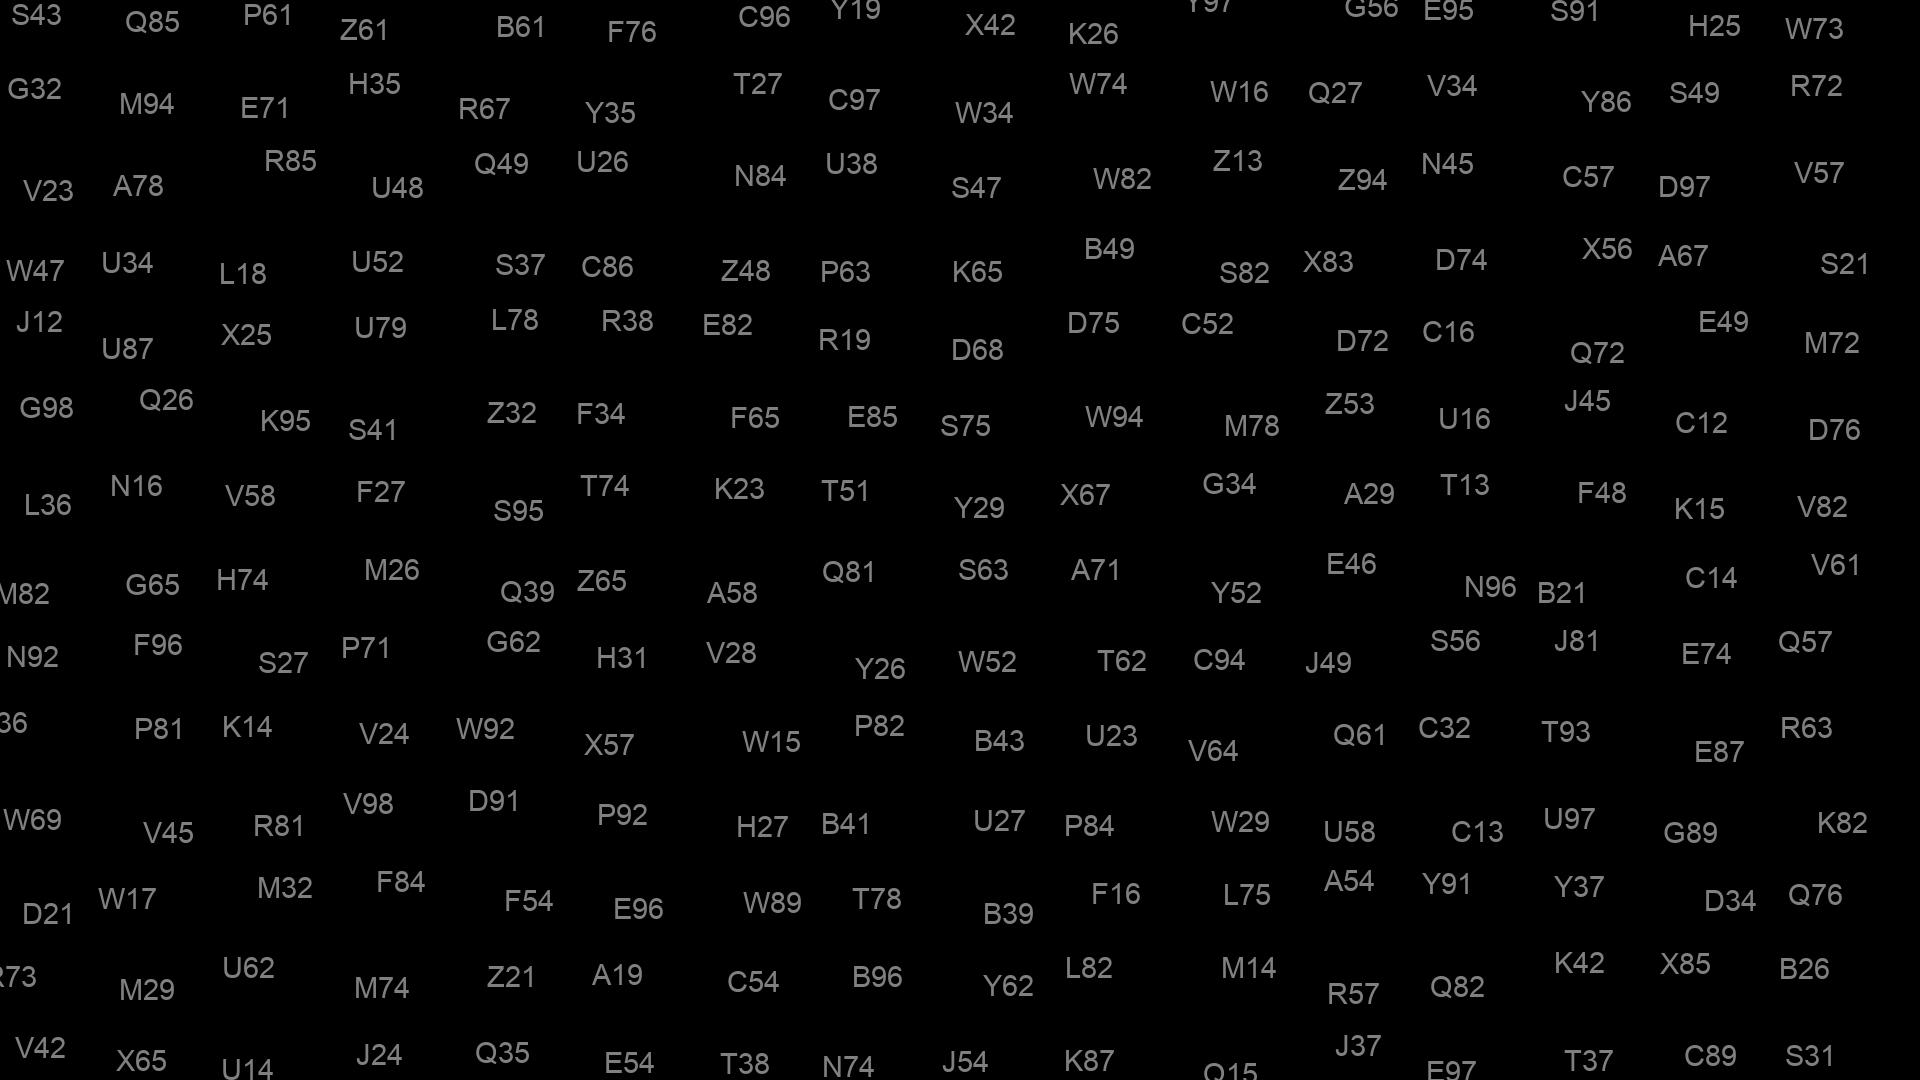 S43 Q85 P61 Z61 B61 F76 C96 Y19 X42 K26 Y97 G56 E95 S91 H25 W73
G32 M94 E71 H35 R67 Y35 T27 C97 W34 W74 W16 Q27 V34 Y86 S49 R72
V23 A78 R85 U48 Q49 U26 N84 U38 S47 W82 Z13 Z94 N45 C57 D97 V57
W47 U34 L18 U52 S37 C86 Z48 P63 K65 B49 S82 X83 D74 X56 A67 S21
J12 U87 X25 U79 L78 R38 E82 R19 D68 D75 C52 D72 C16 Q72 E49 M72
G98 Q26 K95 S41 Z32 F34 F65 E85 S75 W94 M78 Z53 U16 J45 C12 D76
L36 N16 V58 F27 S95 T74 K23 T51 Y29 X67 G34 A29 T13 F48 K15 V82
M82 G65 H74 M26 Q39 Z65 A58 Q81 S63 A71 Y52 E46 N96 B21 C14 V61
N92 F96 S27 P71 G62 H31 V28 Y26 W52 T62 C94 J49 S56 J81 E74 Q57
36 P81 K14 V24 W92 X57 W15 P82 B43 U23 V64 Q61 C32 T93 E87 R63
W69 V45 R81 V98 D91 P92 H27 B41 U27 P84 W29 U58 C13 U97 G89 K82
D21 W17 M32 F84 F54 E96 W89 T78 B39 F16 L75 A54 Y91 Y37 D34 Q76
R73 M29 U62 M74 Z21 A19 C54 B96 Y62 L82 M14 R57 Q82 K42 X85 B26
V42 X65 U14 J24 Q35 E54 T38 N74 J54 K87 Q15 J37 E97 T37 C89 S31